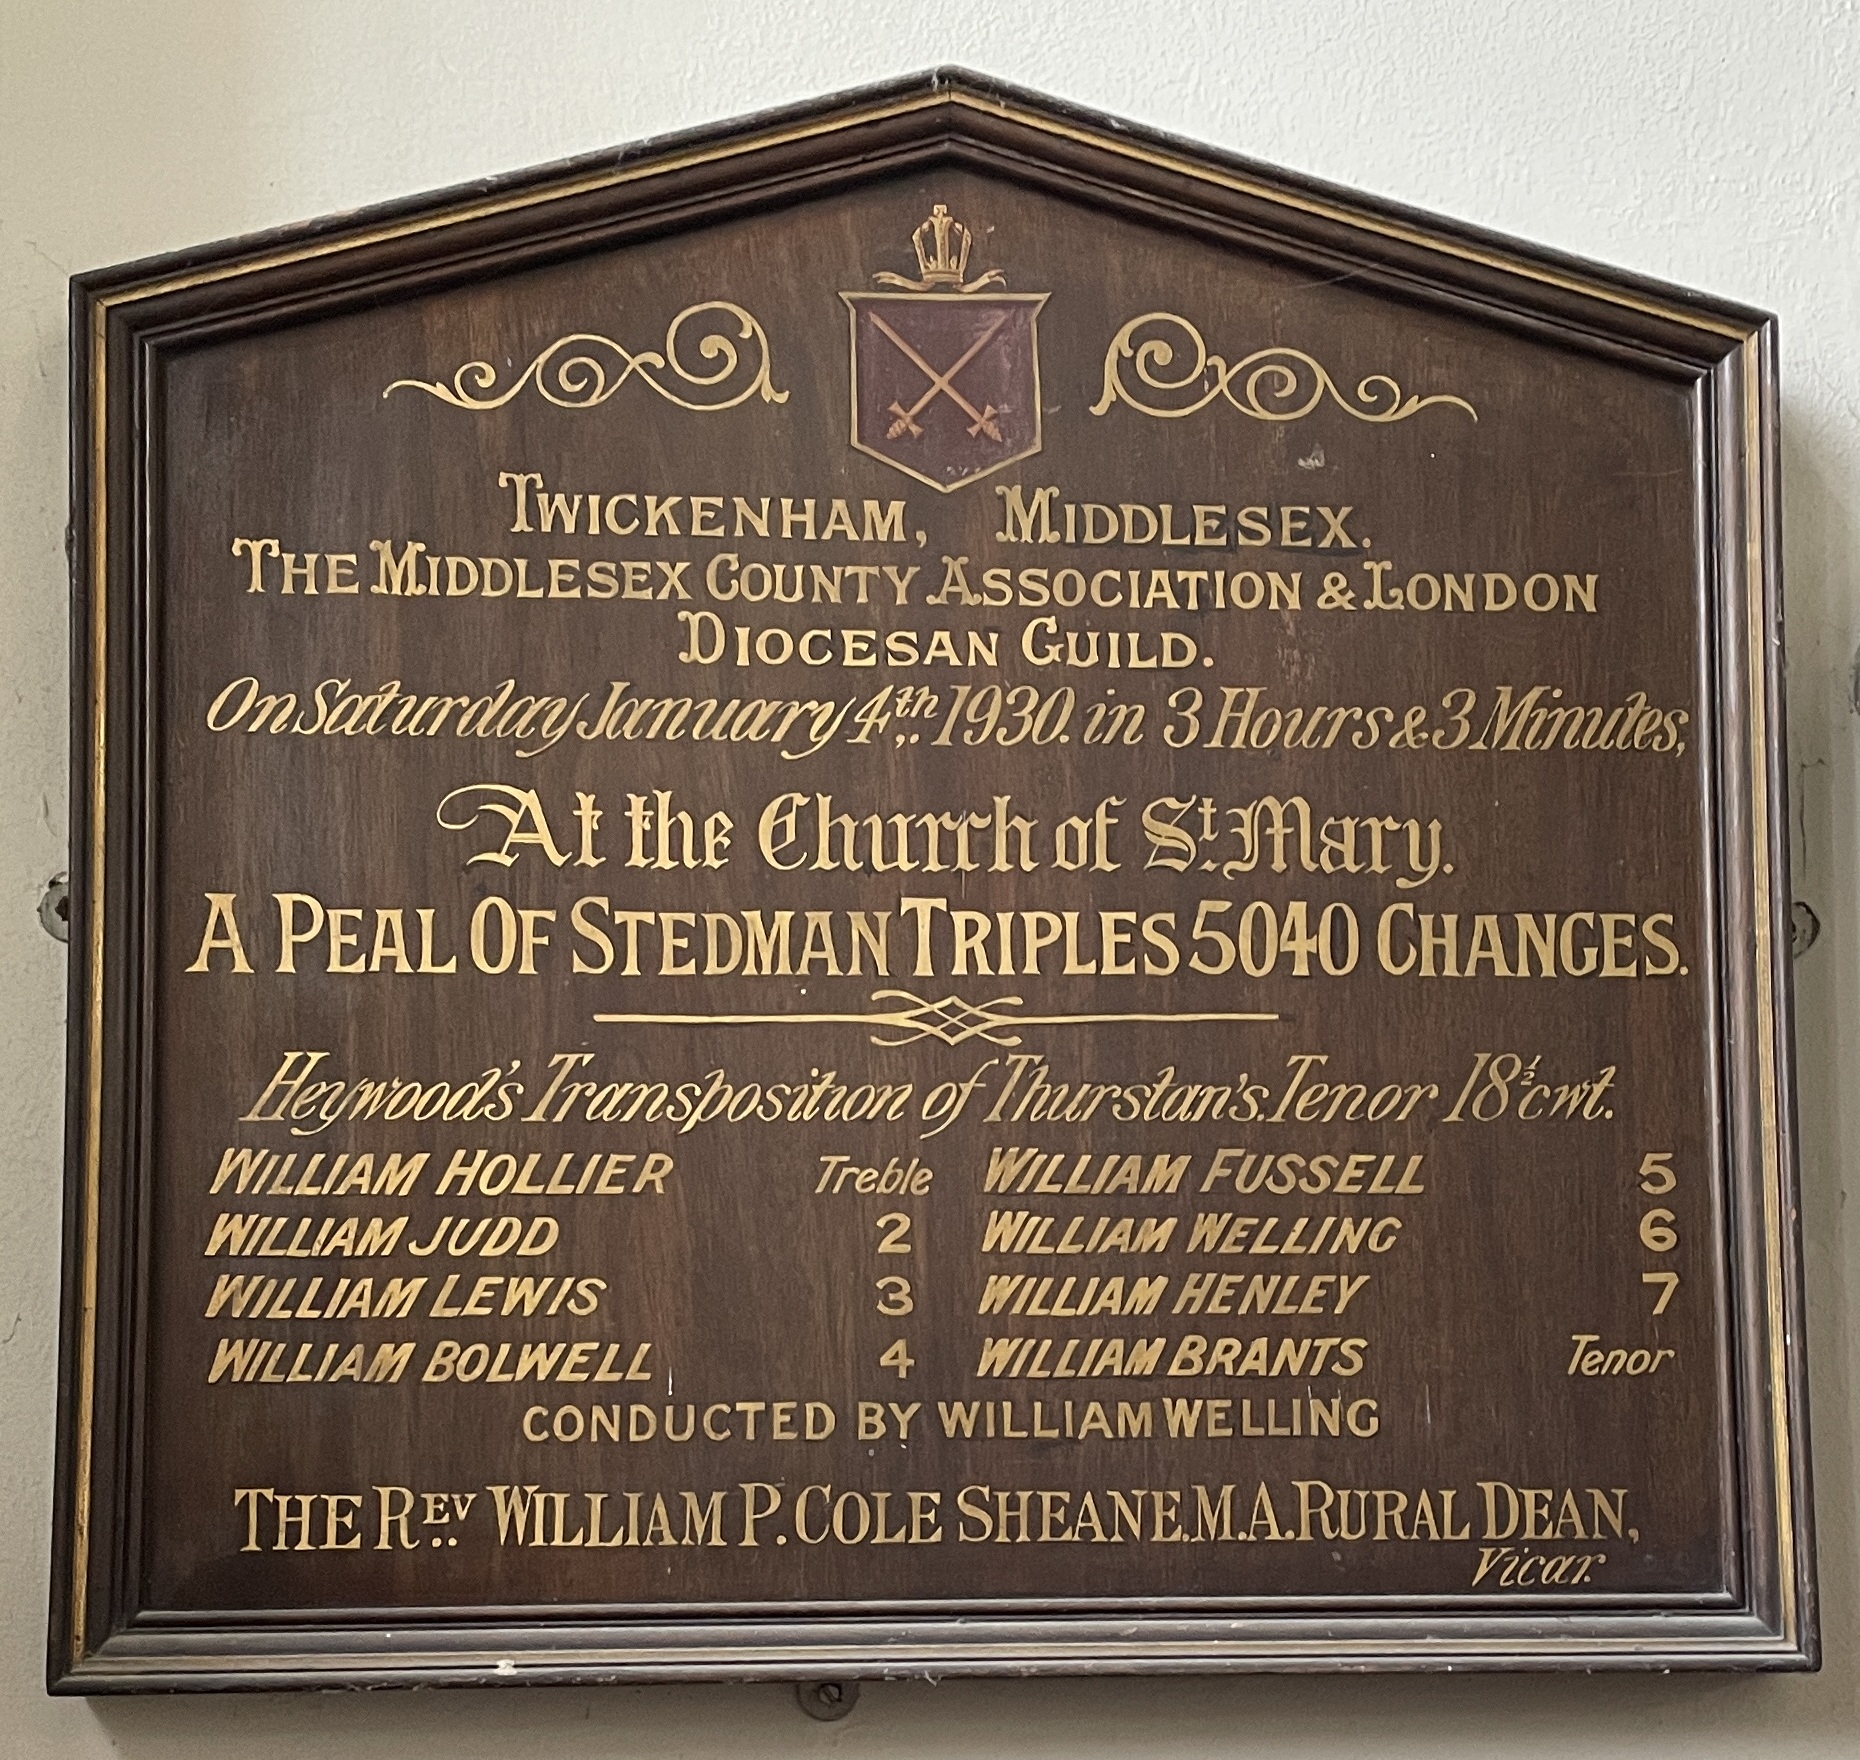 TWICKENHAM, MIDDLESEX.
THE MIDDLESEX COUNTY ASSOCIATION & LONDON
DIOCESAN GUILD.
On Saturday January 4th 1930. in 3 Hours & 3 Minutes,
At the Church of St. Mary.
A PEAL OF STEDMAN TRIPLES 5040 CHANGES.
Heywood's Transposition of Thurstan's. Tenor 18½ cwt.
WILLIAM HOLLIER Treble WILLIAM FUSSELL 5
WILLIAM JUDD 2 WILLIAM WELLING 6
WILLIAM LEWIS 3 WILLIAM HENLEY 7
WILLIAM BOLWELL 4 WILLIAM BRANTS Tenor
CONDUCTED BY WILLIAM WELLING
THE REV. WILLIAM P. COLE SHEANE. M.A. RURAL DEAN,
Vicar.